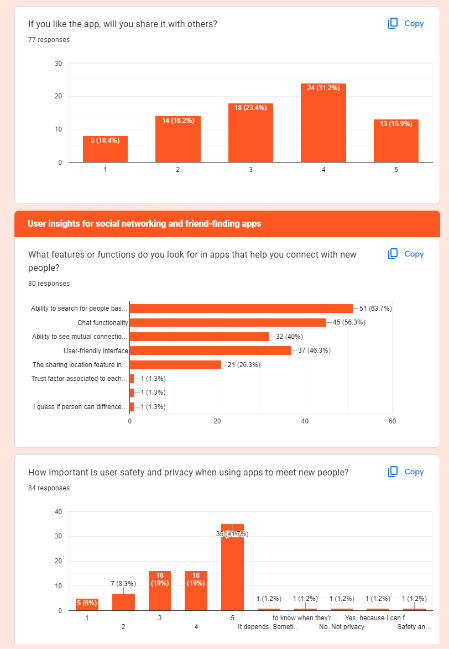 If you like the app, will you share it with others?
Copy
77 responses
30
20
10
0
8 (10.4%)
14 (18.2%)
18 (23.4%)
24 (31.2%)
13 (16.9%)
1
2
3
4
5
User insights for social networking and friend-finding apps
What features or functions do you look for in apps that help you connect with new
people?
Copy
80 responses
Ability to search for people bas...
51 (63.7%)
Chat functionality
45 (56.3%)
Ability to see mutual connectio...
32 (40%)
User-friendly interface
37 (46.3%)
The sharing location feature in...
21 (26.3%)
Trust factor associated to each...
1 (1.3%)
1 (1.3%)
I guess if person can diffrence...
1 (1.3%)
0
20
40
60
How important is user safety and privacy when using apps to meet new people?
Copy
84 responses
40
30
20
10
0
5 (6%)
7 (8.3%)
16
(19%)
16
(19%)
35 (41.7%)
1 (1.2%)
1 (1.2%)
1 (1.2%)
1 (1.2%)
1 (1.2%)
1
3
5
to know when they'r...
Yes, because I can f...
2
4
It depends. Someti...
No. Not privacy
Safety an...